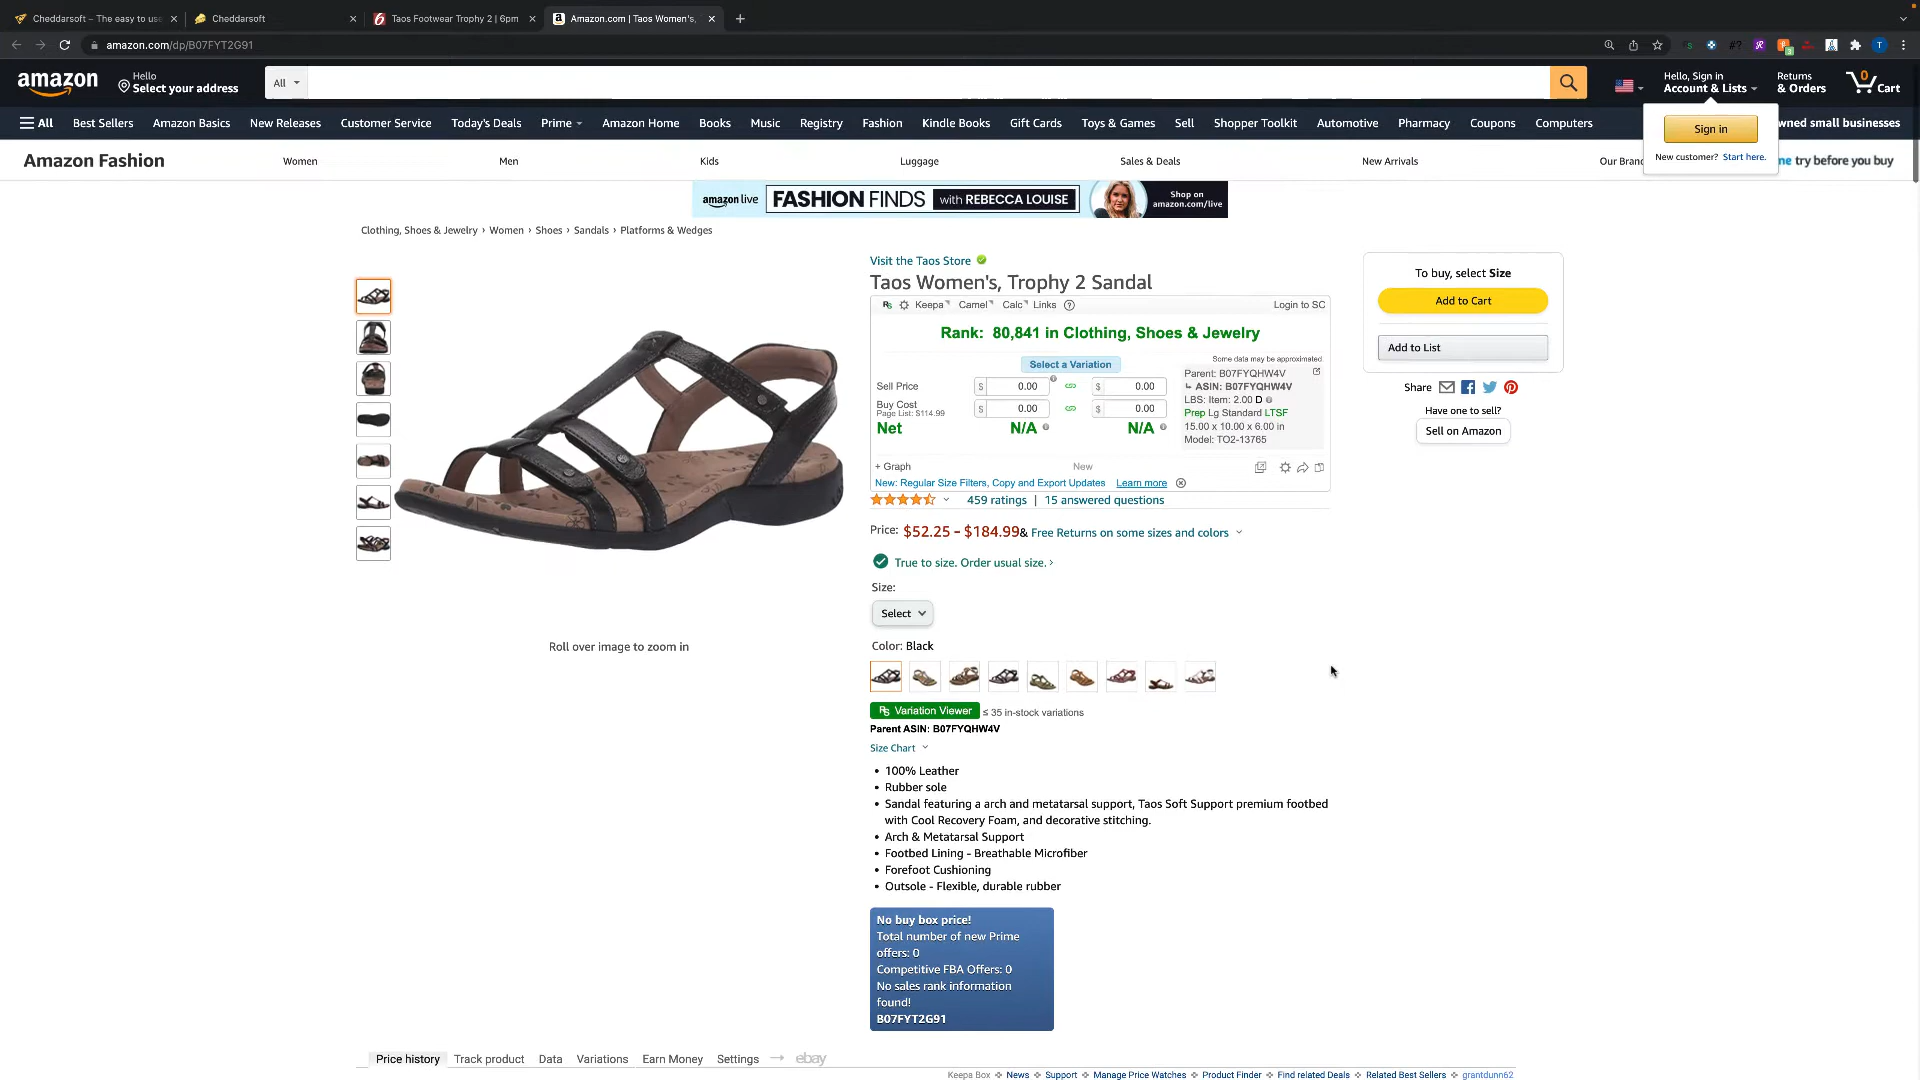 Cheddarsoft – The easy to use
Cheddarsoft
Taos Footwear Trophy 2 | 6pm
Amazon.com | Taos Women's,
amazon.com/dp/B07FYT2G91
amazon
Hello
Select your address
All
Hello, Sign in
Account & Lists
Returns
& Orders
0
Cart
All
Best Sellers
Amazon Basics
New Releases
Customer Service
Today's Deals
Prime
Amazon Home
Books
Music
Registry
Fashion
Kindle Books
Gift Cards
Toys & Games
Sell
Shopper Toolkit
Automotive
Pharmacy
Coupons
Computers
Sign in
wned small businesses
New customer? Start here.
Amazon Fashion
Women
Men
Kids
Luggage
Sales & Deals
New Arrivals
Our Bran
me try before you buy
amazon live
FASHION FINDS
with REBECCA LOUISE
Shop on
amazon.com/live
Clothing, Shoes & Jewelry › Women › Shoes › Sandals › Platforms & Wedges
Visit the Taos Store
Taos Women's, Trophy 2 Sandal
Keepa
Camel
Calc
Links
Login to SC
Rank: 80,841 in Clothing, Shoes & Jewelry
Select a Variation
Some data may be approximated
Sell Price
$ 0.00
$ 0.00
Buy Cost
Page List: $114.99
$ 0.00
$ 0.00
Net
N/A
N/A
Parent: B07FYQHW4V
ASIN: B07FYQHW4V
LBS: Item: 2.00 D
Prep Lg Standard LTSF
15.00 x 10.00 x 6.00 in
Model: TO2-13765
+ Graph
New
New: Regular Size Filters, Copy and Export Updates Learn more
459 ratings | 15 answered questions
Price: $52.25 - $184.99& Free Returns on some sizes and colors
True to size. Order usual size. ›
Size:
Select
Color: Black
Variation Viewer
≤ 35 in-stock variations
Parent ASIN: B07FYQHW4V
Size Chart
• 100% Leather
• Rubber sole
• Sandal featuring a arch and metatarsal support, Taos Soft Support premium footbed
with Cool Recovery Foam, and decorative stitching.
• Arch & Metatarsal Support
• Footbed Lining - Breathable Microfiber
• Forefoot Cushioning
• Outsole - Flexible, durable rubber
No buy box price!
Total number of new Prime
offers: 0
Competitive FBA Offers: 0
No sales rank information
found!
B07FYT2G91
Roll over image to zoom in
To buy, select Size
Add to Cart
Add to List
Share
Have one to sell?
Sell on Amazon
Price history
Track product
Data
Variations
Earn Money
Settings
ebay
Keepa Box
News
Support
Manage Price Watches
Product Finder
Find related Deals
Related Best Sellers
grantdunn62